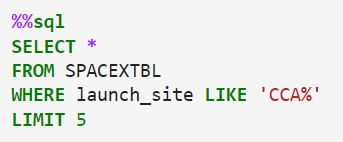 %%sql
SELECT *
FROM SPACEXTBL
WHERE launch_site LIKE 'CCA%'
LIMIT 5